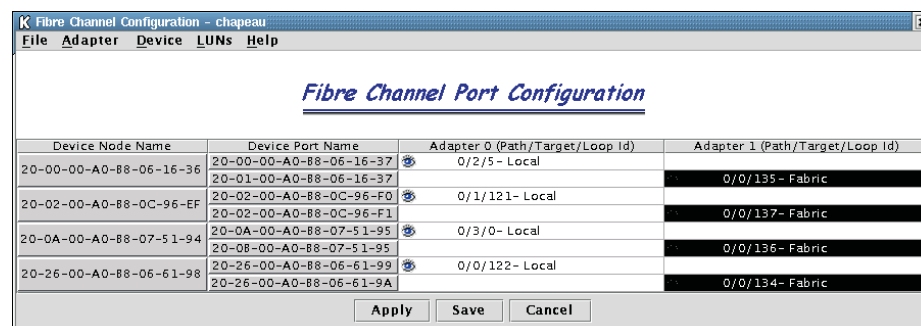 Fibre Channel Configuration - chapeau
File Adapter Device LUNs Help
Fibre Channel Port Configuration
Device Node Name Device Port Name Adapter 0 (Path/Target/Loop Id) Adapter 1 (Path/Target/Loop Id)
20-00-00-A0-B8-06-16-36 20-00-00-A0-B8-06-16-37 0/2/5- Local
20-01-00-A0-B8-06-16-37 0/0/135- Fabric
20-02-00-A0-B8-0C-96-EF 20-02-00-A0-B8-0C-96-F0 0/1/121- Local
20-02-00-A0-B8-0C-96-F1 0/0/137- Fabric
20-0A-00-A0-B8-07-51-94 20-0A-00-A0-B8-07-51-95 0/3/0- Local
20-0B-00-A0-B8-07-51-95 0/0/136- Fabric
20-26-00-A0-B8-06-61-98 20-26-00-A0-B8-06-61-99 0/0/122- Local
20-26-00-A0-B8-06-61-9A 0/0/134- Fabric
Apply Save Cancel